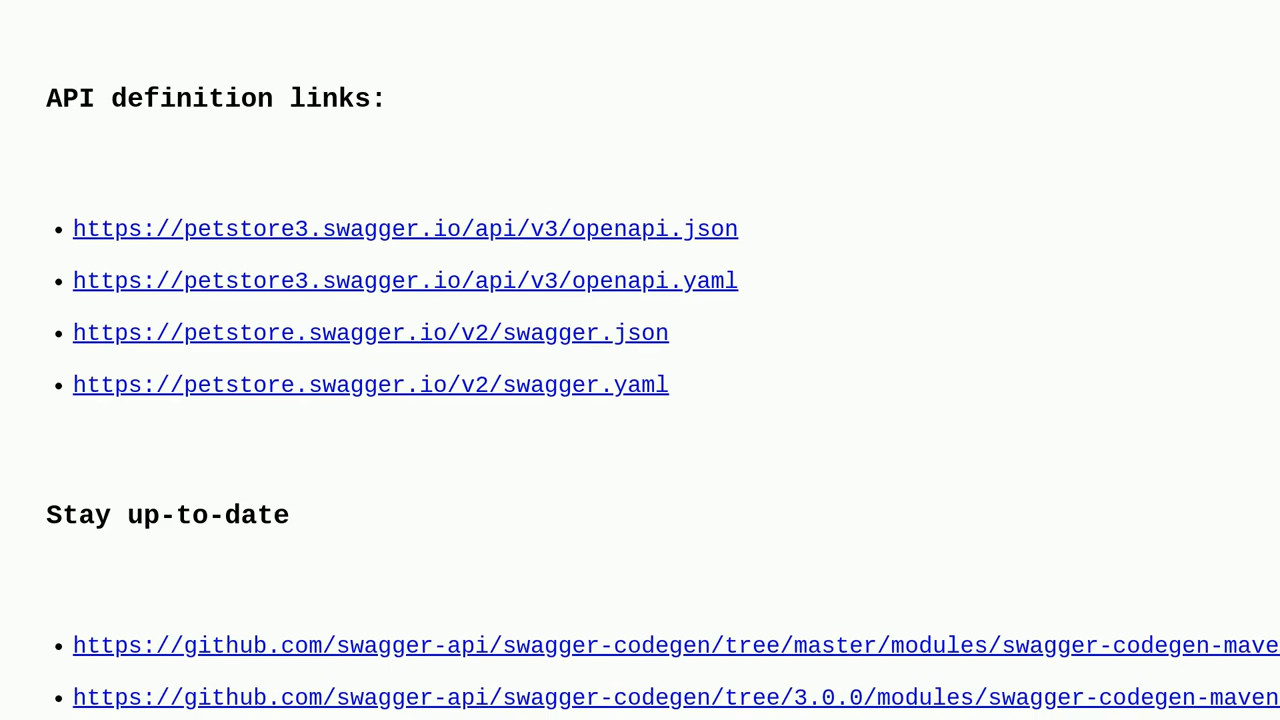 API definition links:
• https://petstore3.swagger.io/api/v3/openapi.json
• https://petstore3.swagger.io/api/v3/openapi.yaml
• https://petstore.swagger.io/v2/swagger.json
• https://petstore.swagger.io/v2/swagger.yaml
Stay up-to-date
• https://github.com/swagger-api/swagger-codegen/tree/master/modules/swagger-codegen-mave
• https://github.com/swagger-api/swagger-codegen/tree/3.0.0/modules/swagger-codegen-maven